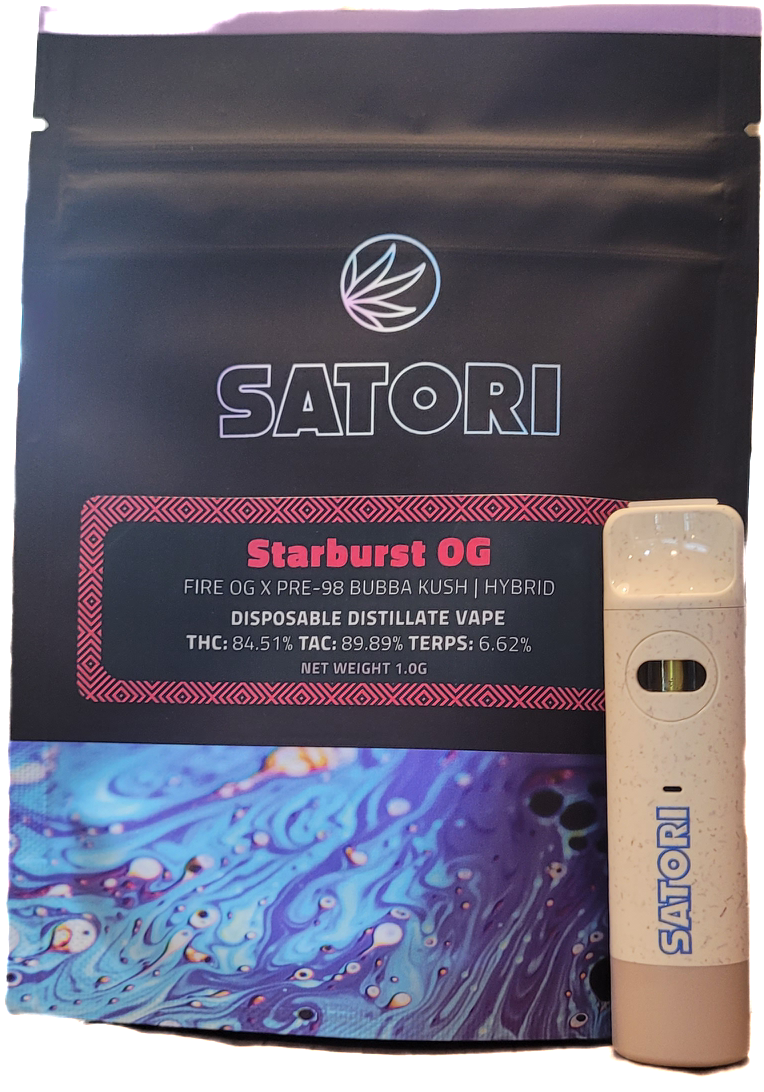 SATORI
Starburst OG
FIRE OG X PRE-98 BUBBA KUSH | HYBRID
DISPOSABLE DISTILLATE VAPE
THC: 84.51% TAC: 89.89% TERPS: 6.62%
NET WEIGHT 1.0G
SATORI